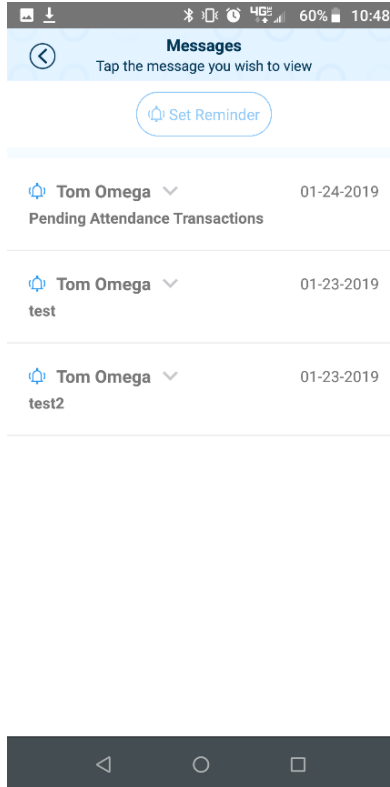 4G 60% 10:48
Messages
Tap the message you wish to view
Set Reminder
Tom Omega 01-24-2019
Pending Attendance Transactions
Tom Omega 01-23-2019
test
Tom Omega 01-23-2019
test2